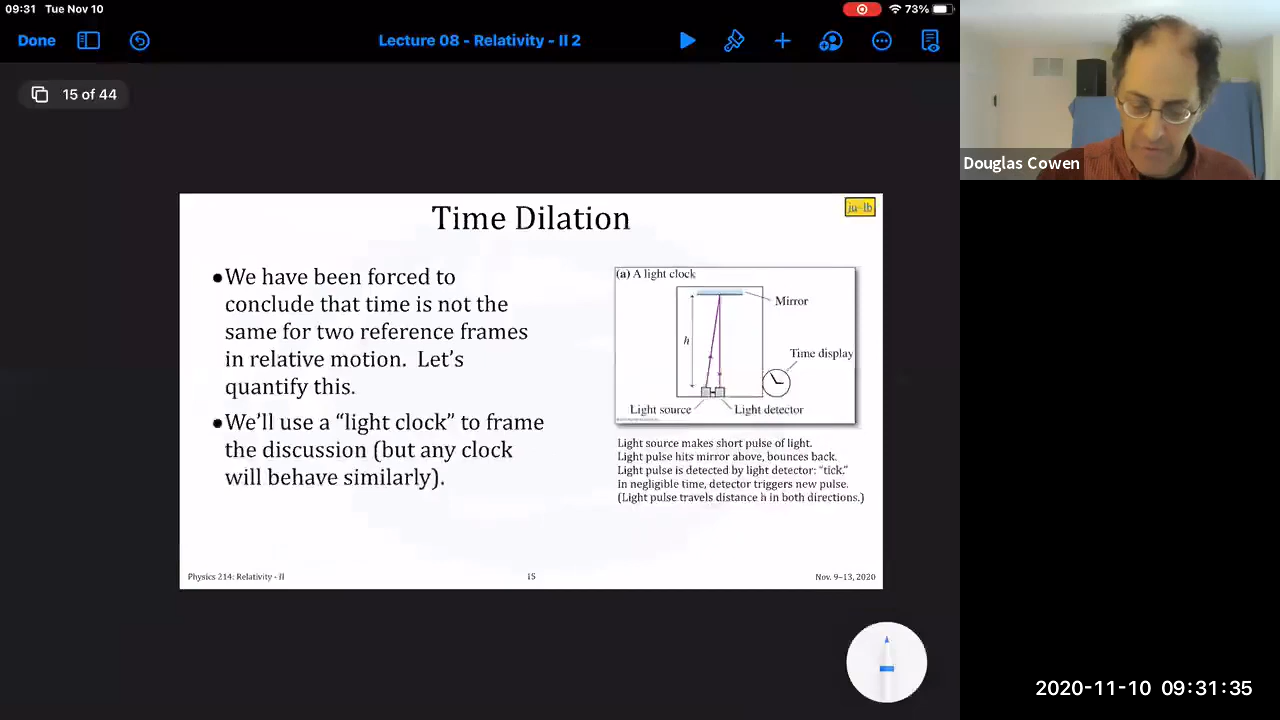 09:31 Tue Nov 10
73%
Done
Lecture 08 - Relativity - II 2
15 of 44
Douglas Cowen
Time Dilation
ju-lb
•We have been forced to
conclude that time is not the
same for two reference frames
in relative motion. Let's
quantify this.
•We'll use a “light clock” to frame
the discussion (but any clock
will behave similarly).
(a) A light clock
Mirror
h
Time display
Light source
Light detector
Light source makes short pulse of light.
Light pulse hits mirror above, bounces back.
Light pulse is detected by light detector: “tick.”
In negligible time, detector triggers new pulse.
(Light pulse travels distance h in both directions.)
Physics 214: Relativity - II
15
Nov. 9-13, 2020
2020-11-10 09:31:35